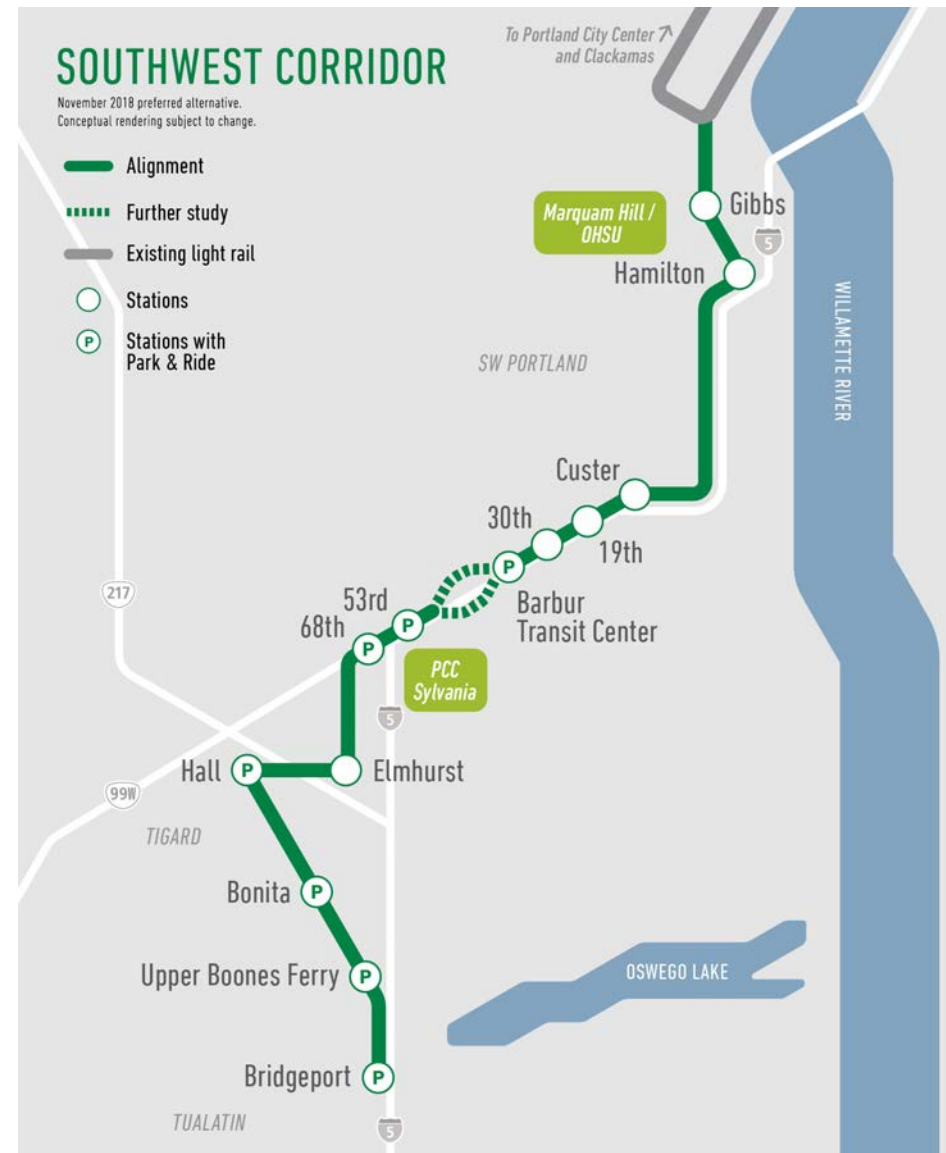 SOUTHWEST CORRIDOR
November 2018 preferred alternative.
Conceptual rendering subject to change.
Alignment
Further study
Existing light rail
Stations
P
Stations with
Park & Ride
To Portland City Center
and Clackamas
Gibbs
Marquam Hill /
OHSU
5
Hamilton
WILLAMETTE RIVER
SW PORTLAND
Custer
30th
19th
P
Barbur
Transit Center
217
53rd
P
68th
P
PCC
Sylvania
5
Hall
P
Elmhurst
99W
TIGARD
Bonita
P
Upper Boones Ferry
P
OSWEGO LAKE
Bridgeport
P
TUALATIN
5